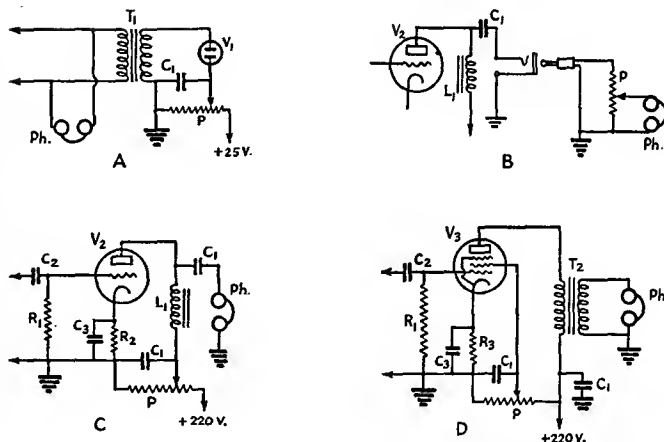 T1
V1
C1
P
Ph.
+25 V.
A
V2
C1
L1
P
Ph.
B
V2
C2
C1
Ph.
L1
R1
C3
R2
C1
P
+220 V.
C
V3
C2
T2
Ph.
R1
R3
C3
C1
C1
P
+220 V.
D